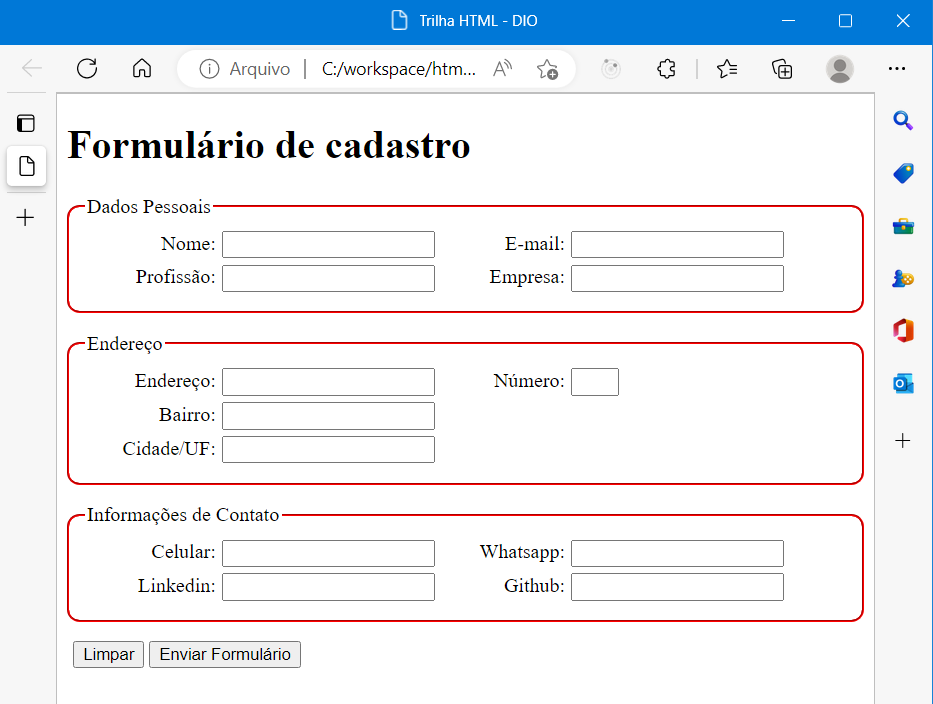 Trilha HTML - DIO
Arquivo | C:/workspace/htm...
Formulário de cadastro
Dados Pessoais
Nome: E-mail:
Profissão: Empresa:
Endereço
Endereço: Número:
Bairro:
Cidade/UF:
Informações de Contato
Celular: Whatsapp:
Linkedin: Github:
Limpar Enviar Formulário